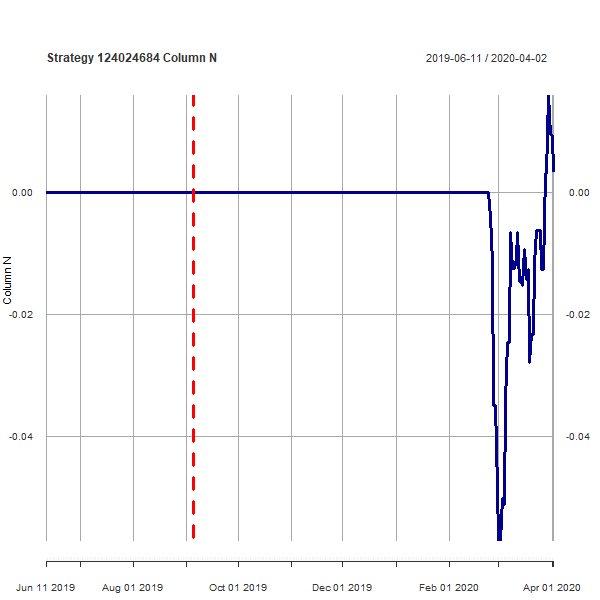 Strategy 124024684 Column N
2019-06-11 / 2020-04-02
0.00
0.00
-0.02
-0.02
-0.04
-0.04
Column N
Jun 11 2019
Aug 01 2019
Oct 01 2019
Dec 01 2019
Feb 01 2020
Apr 01 2020